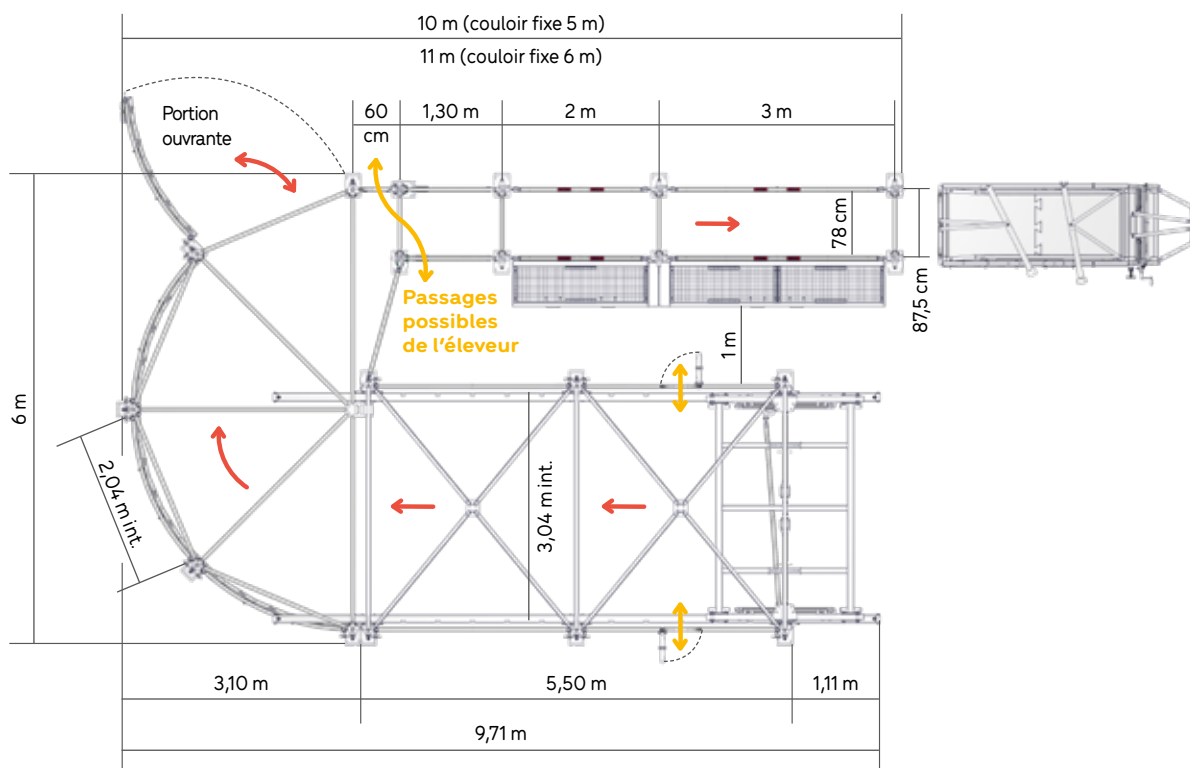 10 m (couloir fixe 5 m)
11 m (couloir fixe 6 m)
Portion
ouvrante
60
cm
1,30 m
2 m
3 m
78 cm
87,5 cm
Passages
possibles
de l'éleveur
1 m
6 m
2,04 m int.
3,04 m int.
3,10 m
5,50 m
1,11 m
9,71 m